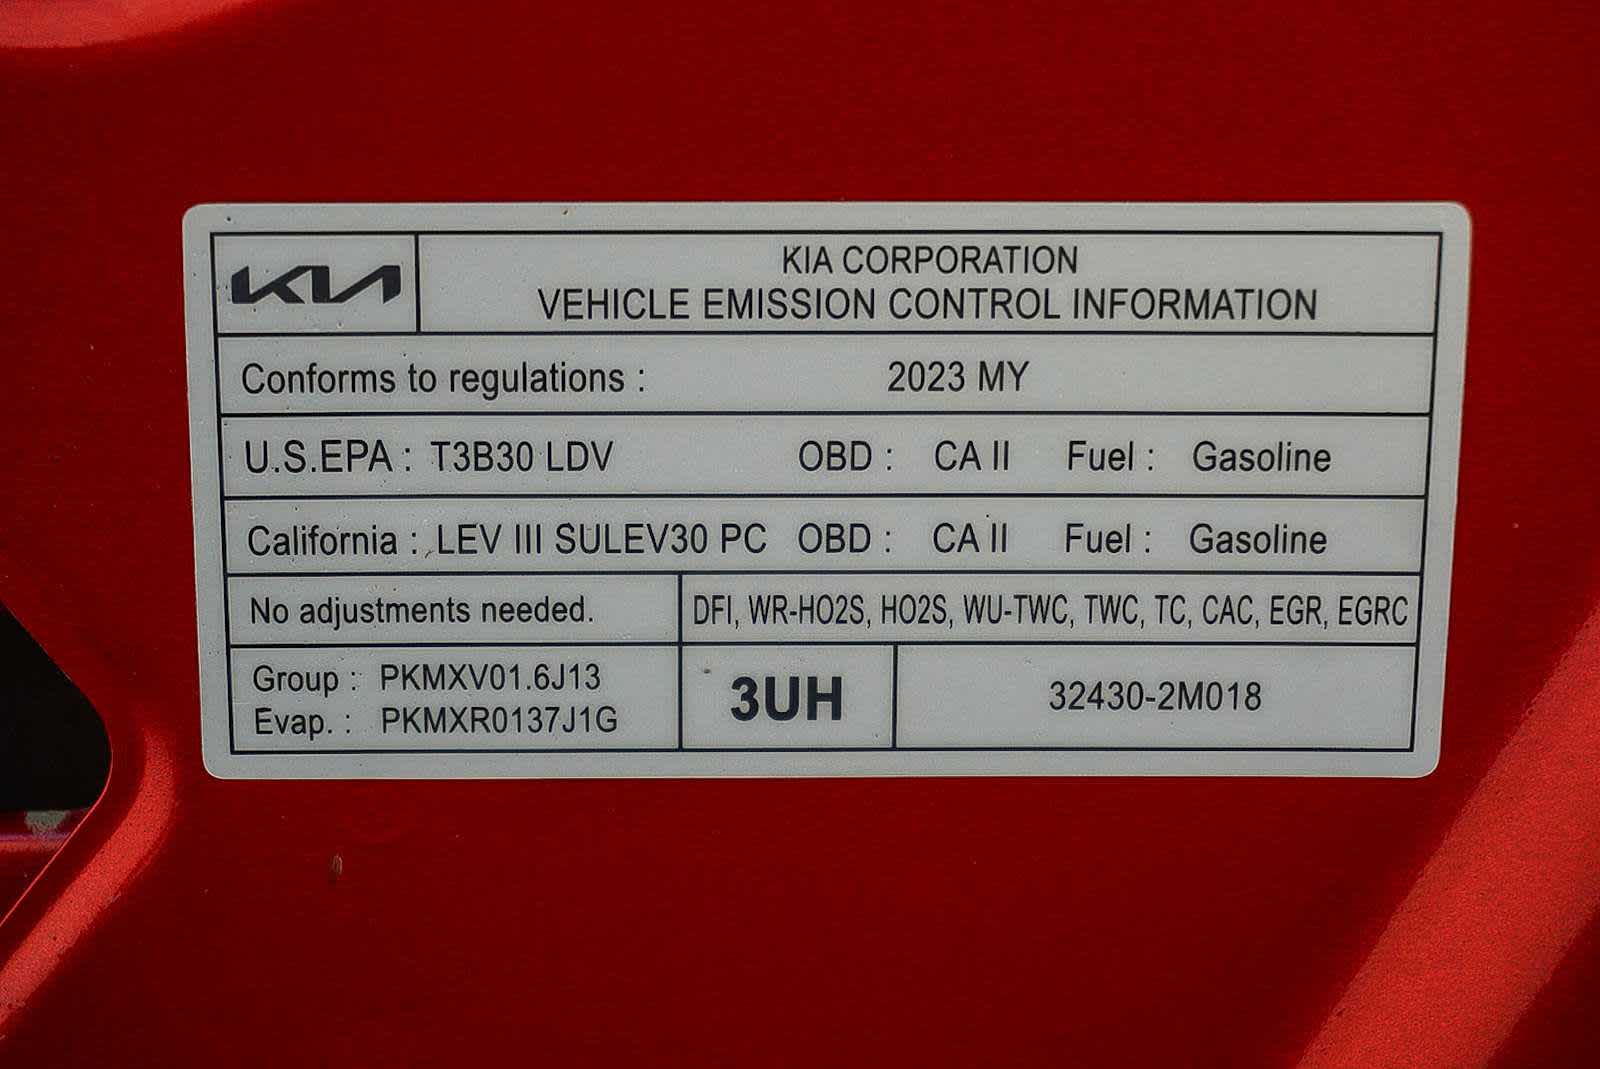 KIA
KIA CORPORATION
VEHICLE EMISSION CONTROL INFORMATION
Conforms to regulations : 2023 MY
U.S.EPA : T3B30 LDV OBD : CA II Fuel : Gasoline
California : LEV III SULEV30 PC OBD : CA II Fuel : Gasoline
No adjustments needed. DFI, WR-HO2S, HO2S, WU-TWC, TWC, TC, CAC, EGR, EGRC
Group : PKMXV01.6J13
Evap. : PKMXR0137J1G
3UH
32430-2M018